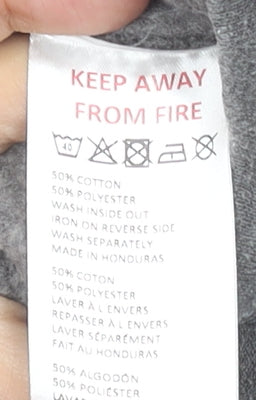 KEEP AWAY
FROM FIRE
40
50% COTTON
50% POLYESTER
WASH INSIDE OUT
IRON ON REVERSE SIDE
WASH SEPARATELY
MADE IN HONDURAS
50% COTON
50% POLYESTER
LAVER À L ENVERS
REPASSER À L ENVERS
LAVER SÉPARÉMENT
FAIT AU HONDURAS
50% ALGODÓN
50% POLIÉSTER